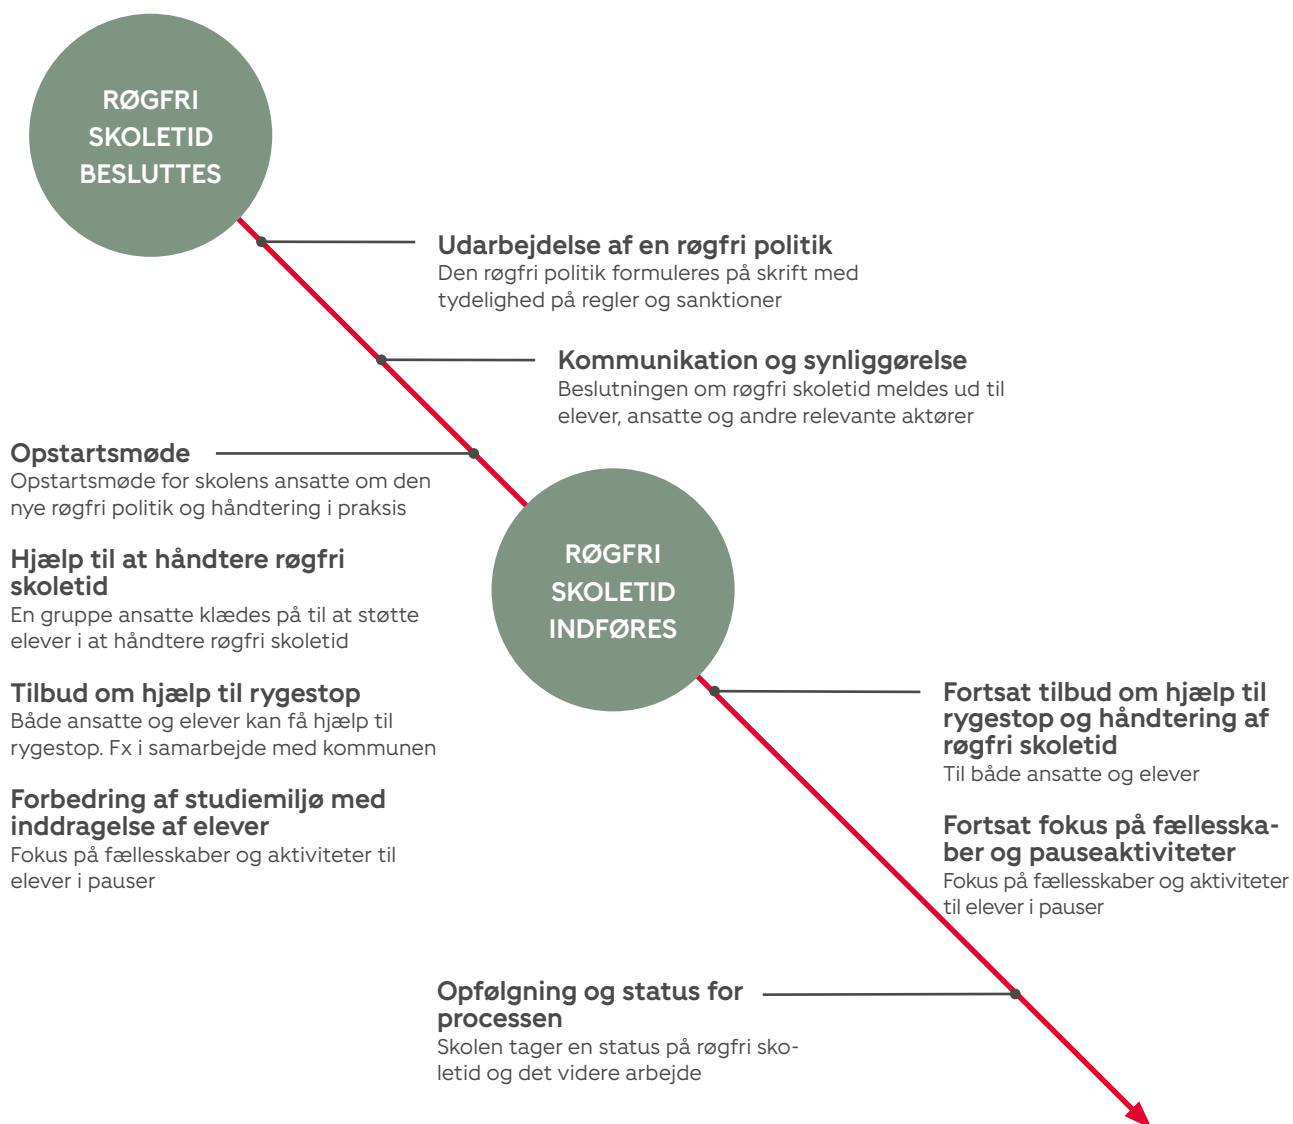 RØGFRI
SKOLETID
BESLUTTES
Udarbejdelse af en røgfri politik
Den røgfri politik formuleres på skrift med
tydelighed på regler og sanktioner
Kommunikation og synliggørelse
Beslutningen om røgfri skoletid meldes ud til
elever, ansatte og andre relevante aktører
Opstartsmøde
Opstartsmøde for skolens ansatte om den
nye røgfri politik og håndtering i praksis
Hjælp til at håndtere røgfri
skoletid
En gruppe ansatte klædes på til at støtte
elever i at håndtere røgfri skoletid
Tilbud om hjælp til rygestop
Både ansatte og elever kan få hjælp til
rygestop. Fx i samarbejde med kommunen
Forbedring af studiemiljø med
inddragelse af elever
Fokus på fællesskaber og aktiviteter til
elever i pauser
RØGFRI
SKOLETID
INDFØRES
Fortsat tilbud om hjælp til
rygestop og håndtering af
røgfri skoletid
Til både ansatte og elever
Fortsat fokus på fællesska-
ber og pauseaktiviteter
Fokus på fællesskaber og aktiviteter
til elever i pauser
Opfølgning og status for
processen
Skolen tager en status på røgfri sko-
letid og det videre arbejde